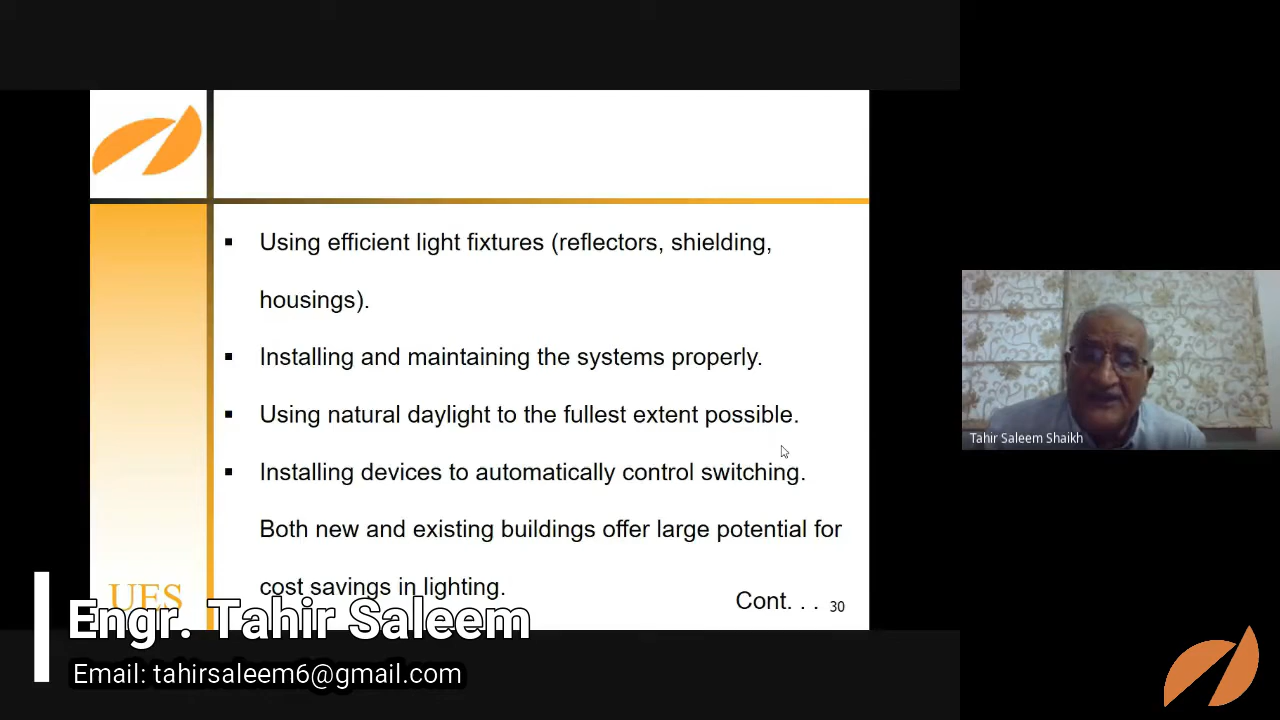 ▪ Using efficient light fixtures (reflectors, shielding,
housings).
▪ Installing and maintaining the systems properly.
▪ Using natural daylight to the fullest extent possible.
▪ Installing devices to automatically control switching.
Both new and existing buildings offer large potential for
cost savings in lighting.
Cont. . . 30
UES
Engr. Tahir Saleem
Email: tahirsaleem6@gmail.com
Tahir Saleem Shaikh